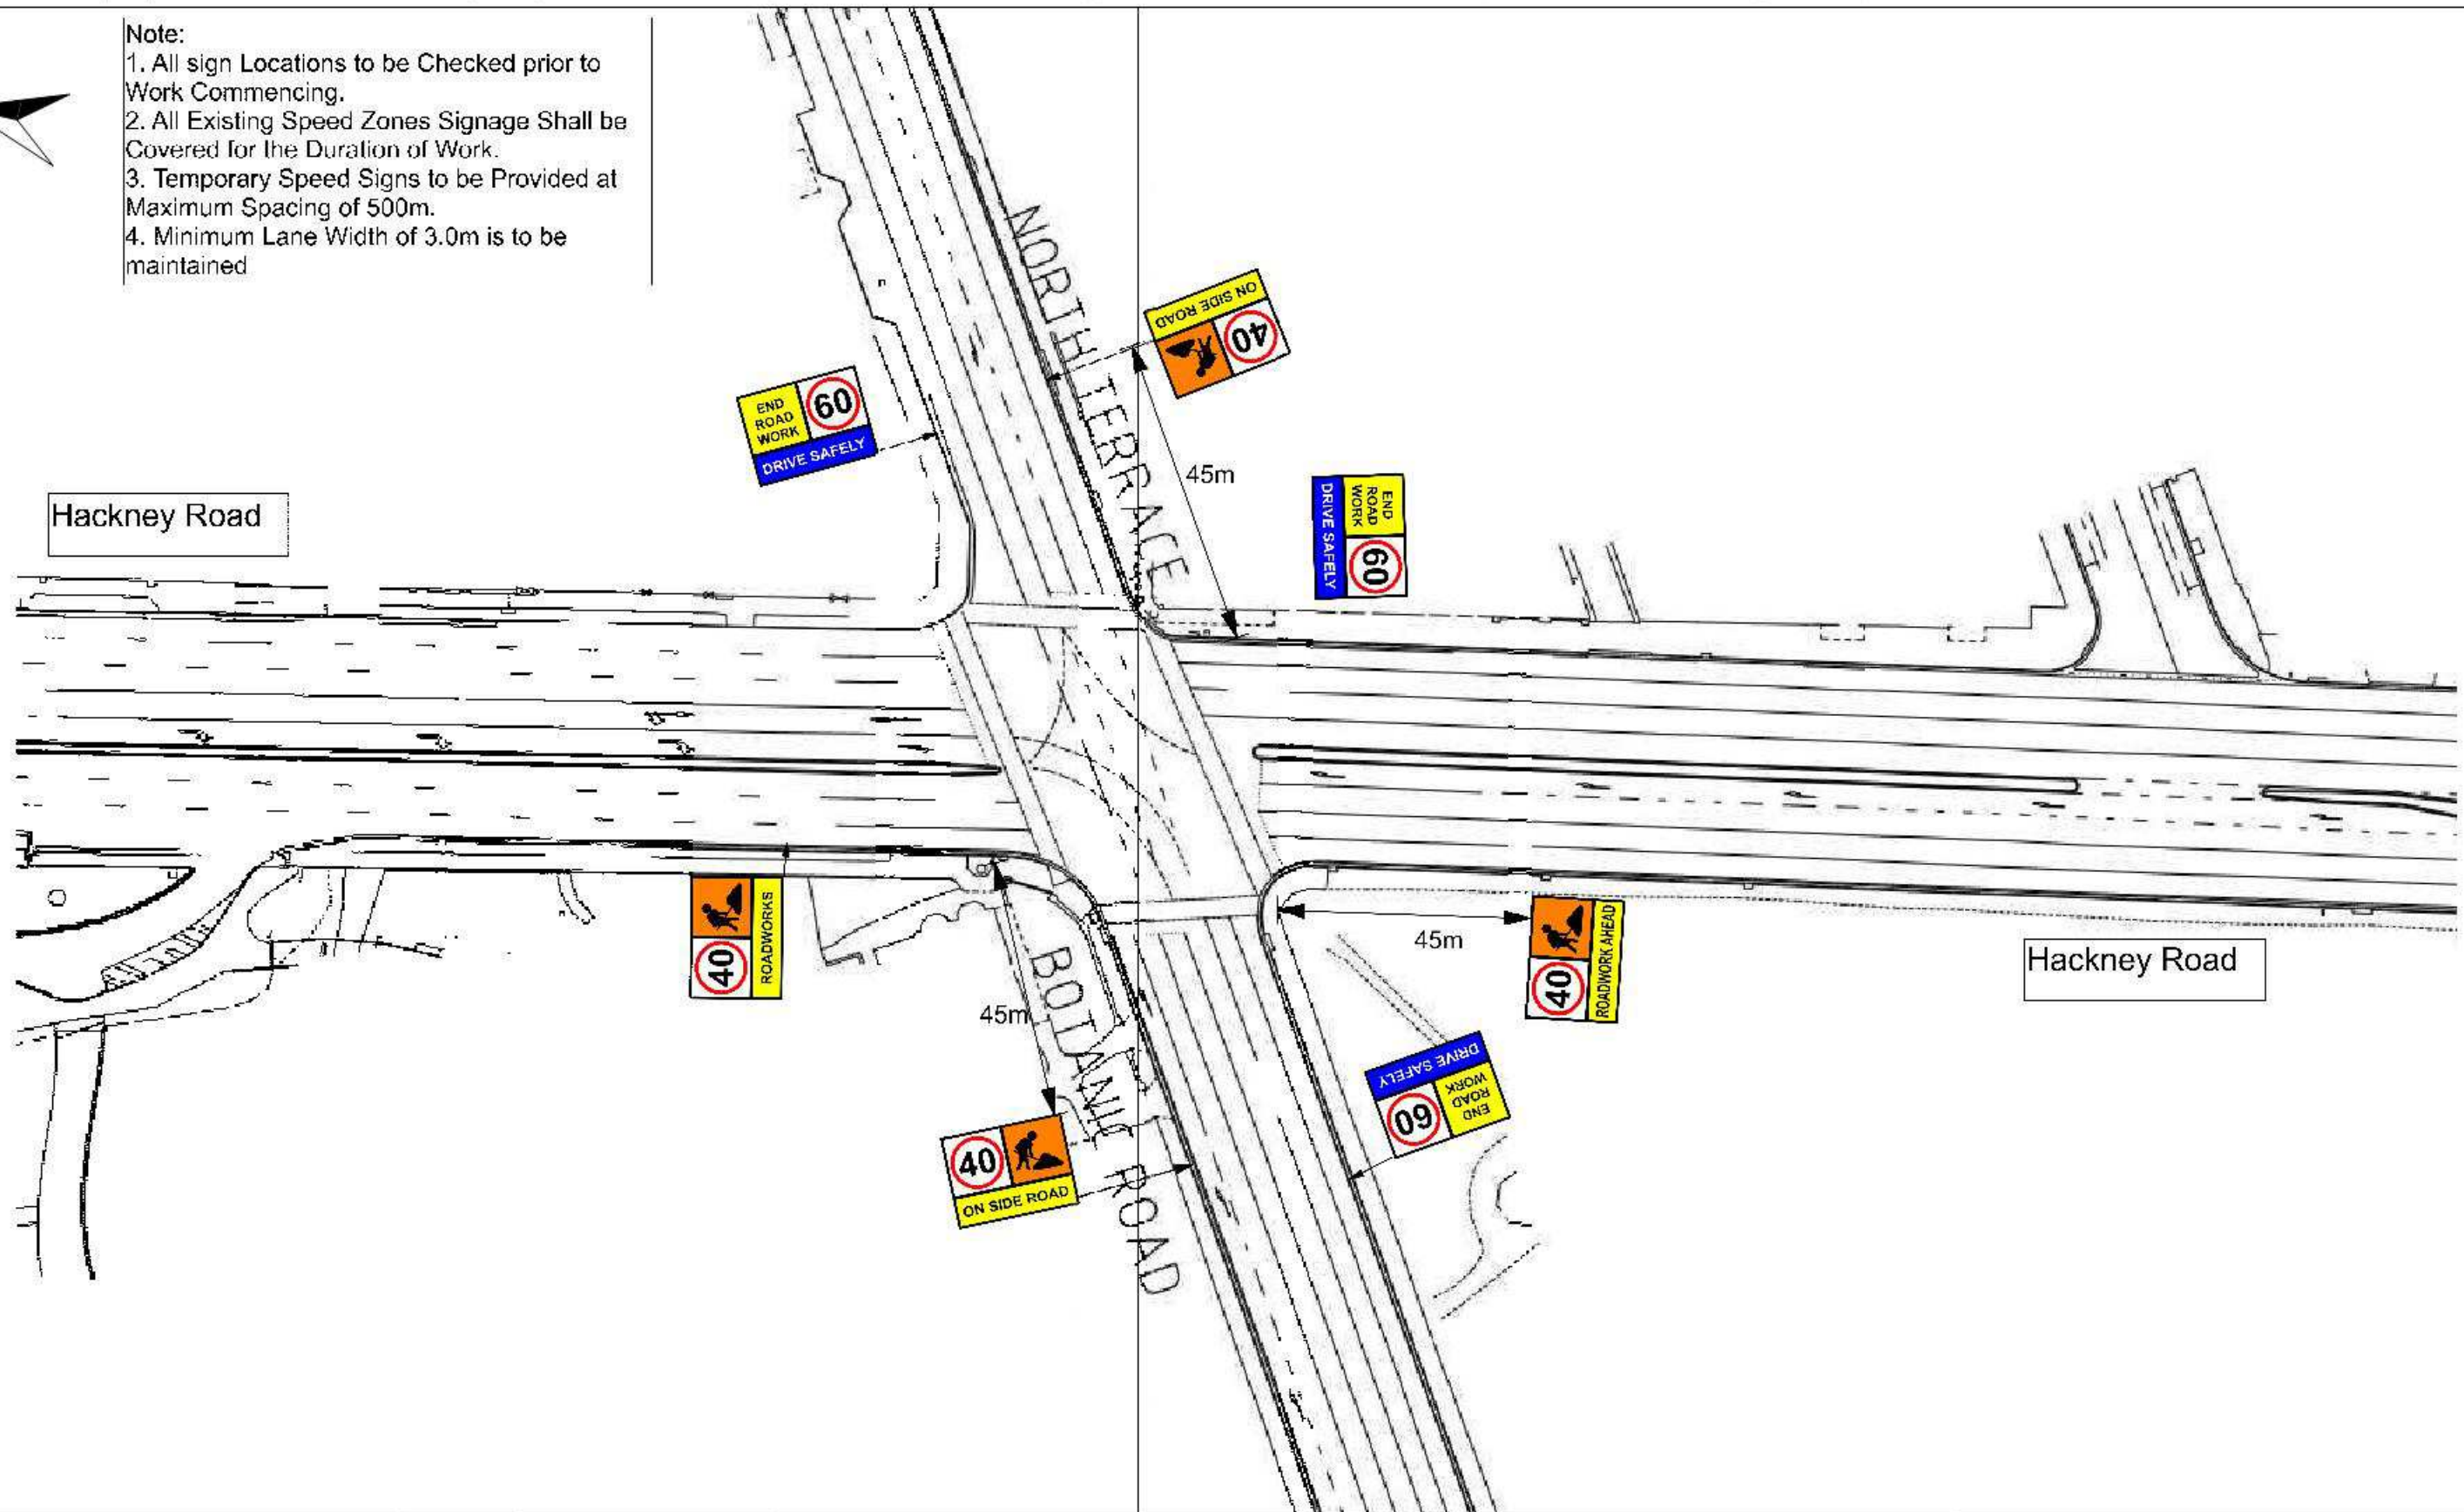 Note:
1. All sign Locations to be Checked prior to
Work Commencing.
2. All Existing Speed Zones Signage Shall be
Covered for the Duration of Work.
3. Temporary Speed Signs to be Provided at
Maximum Spacing of 500m.
4. Minimum Lane Width of 3.0m is to be
maintained
NORTH TERRACE
ON SIDE ROAD
40
END
ROAD
WORK
60
DRIVE SAFELY
45m
END
ROAD
WORK
60
DRIVE SAFELY
Hackney Road
40
ROADWORKS
45m
BOTANIC ROAD
45m
40
ROADWORK AHEAD
Hackney Road
DRIVE SAFELY
60
END
ROAD
WORK
40
ON SIDE ROAD